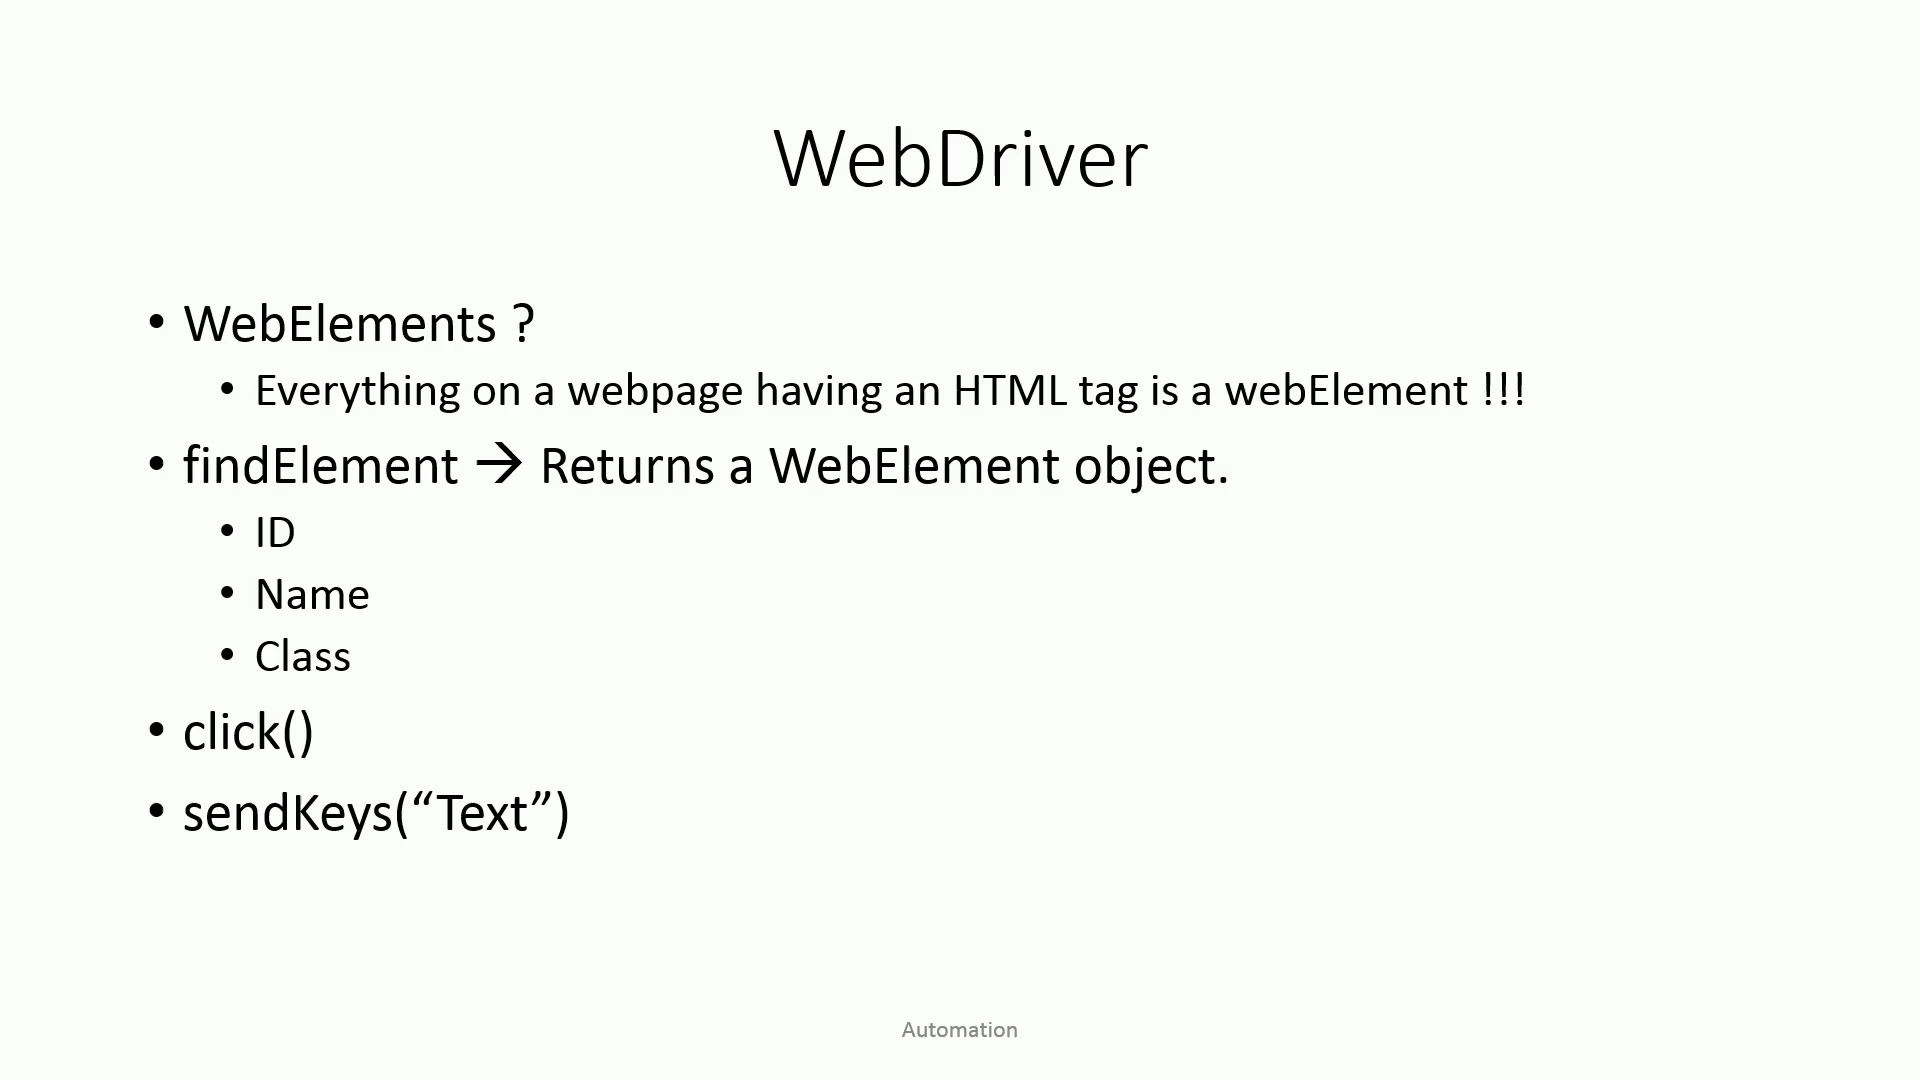 WebDriver
• WebElements ?
• Everything on a webpage having an HTML tag is a webElement !!!
• findElement → Returns a WebElement object.
• ID
• Name
• Class
• click()
• sendKeys(“Text”)
Automation